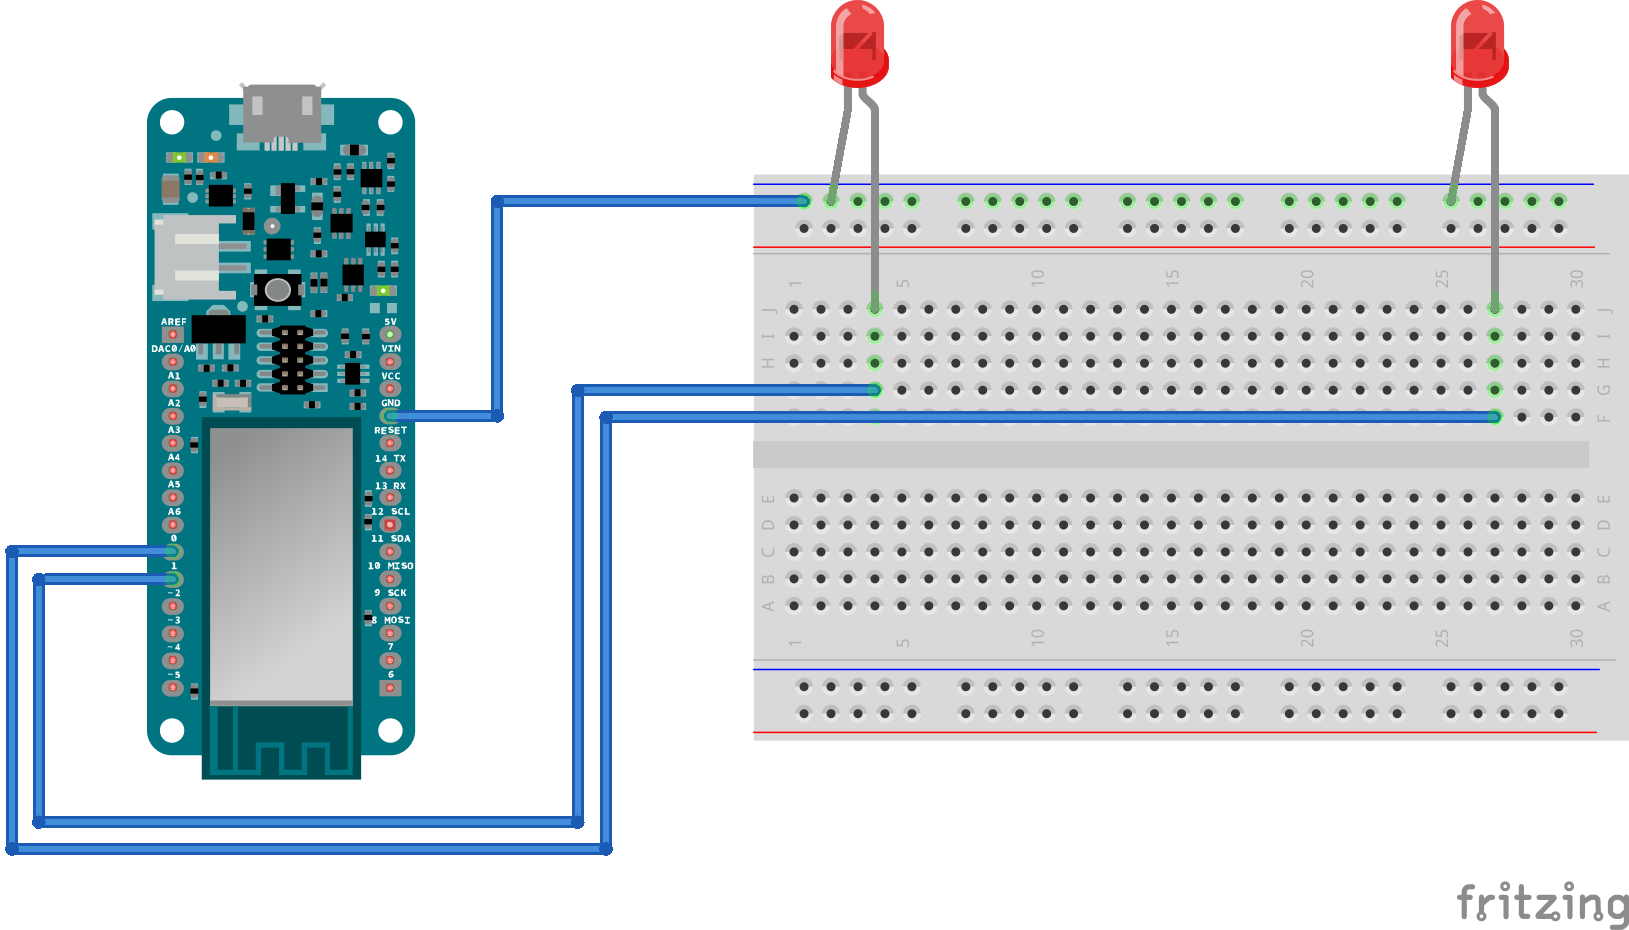 AREF
DAC0/A0
A1
A2
A3
A4
A5
A6
0
1
~2
~3
~4
~5
5V
VIN
VCC
GND
RESET
14 TX
13 RX
12 SCL
11 SDA
10 MISO
9 SCK
8 MOSI
7
6
1 5 10 15 20 25 30
J J
I I
H H
G G
F F
E E
D D
C C
B B
A A
1 5 10 15 20 25 30
fritzing